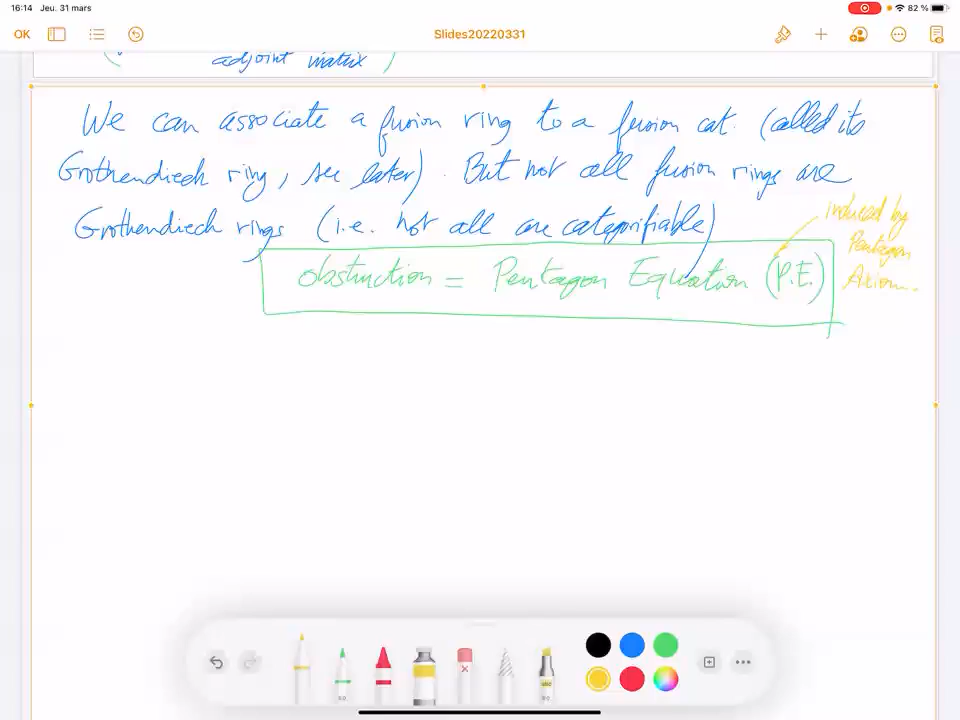 16:14 Jeu. 31 mars
82 %
OK
Slides20220331
adjoint matrix )
We can associate a fusion ring to a fusion cat. (called its
Grothendieck ring, see later). But not all fusion rings are
Grothendieck rings (i.e. not all are categorifiable)
induced by
Pentagon
Axiom.
Obstruction = Pentagon Equation (P.E.)